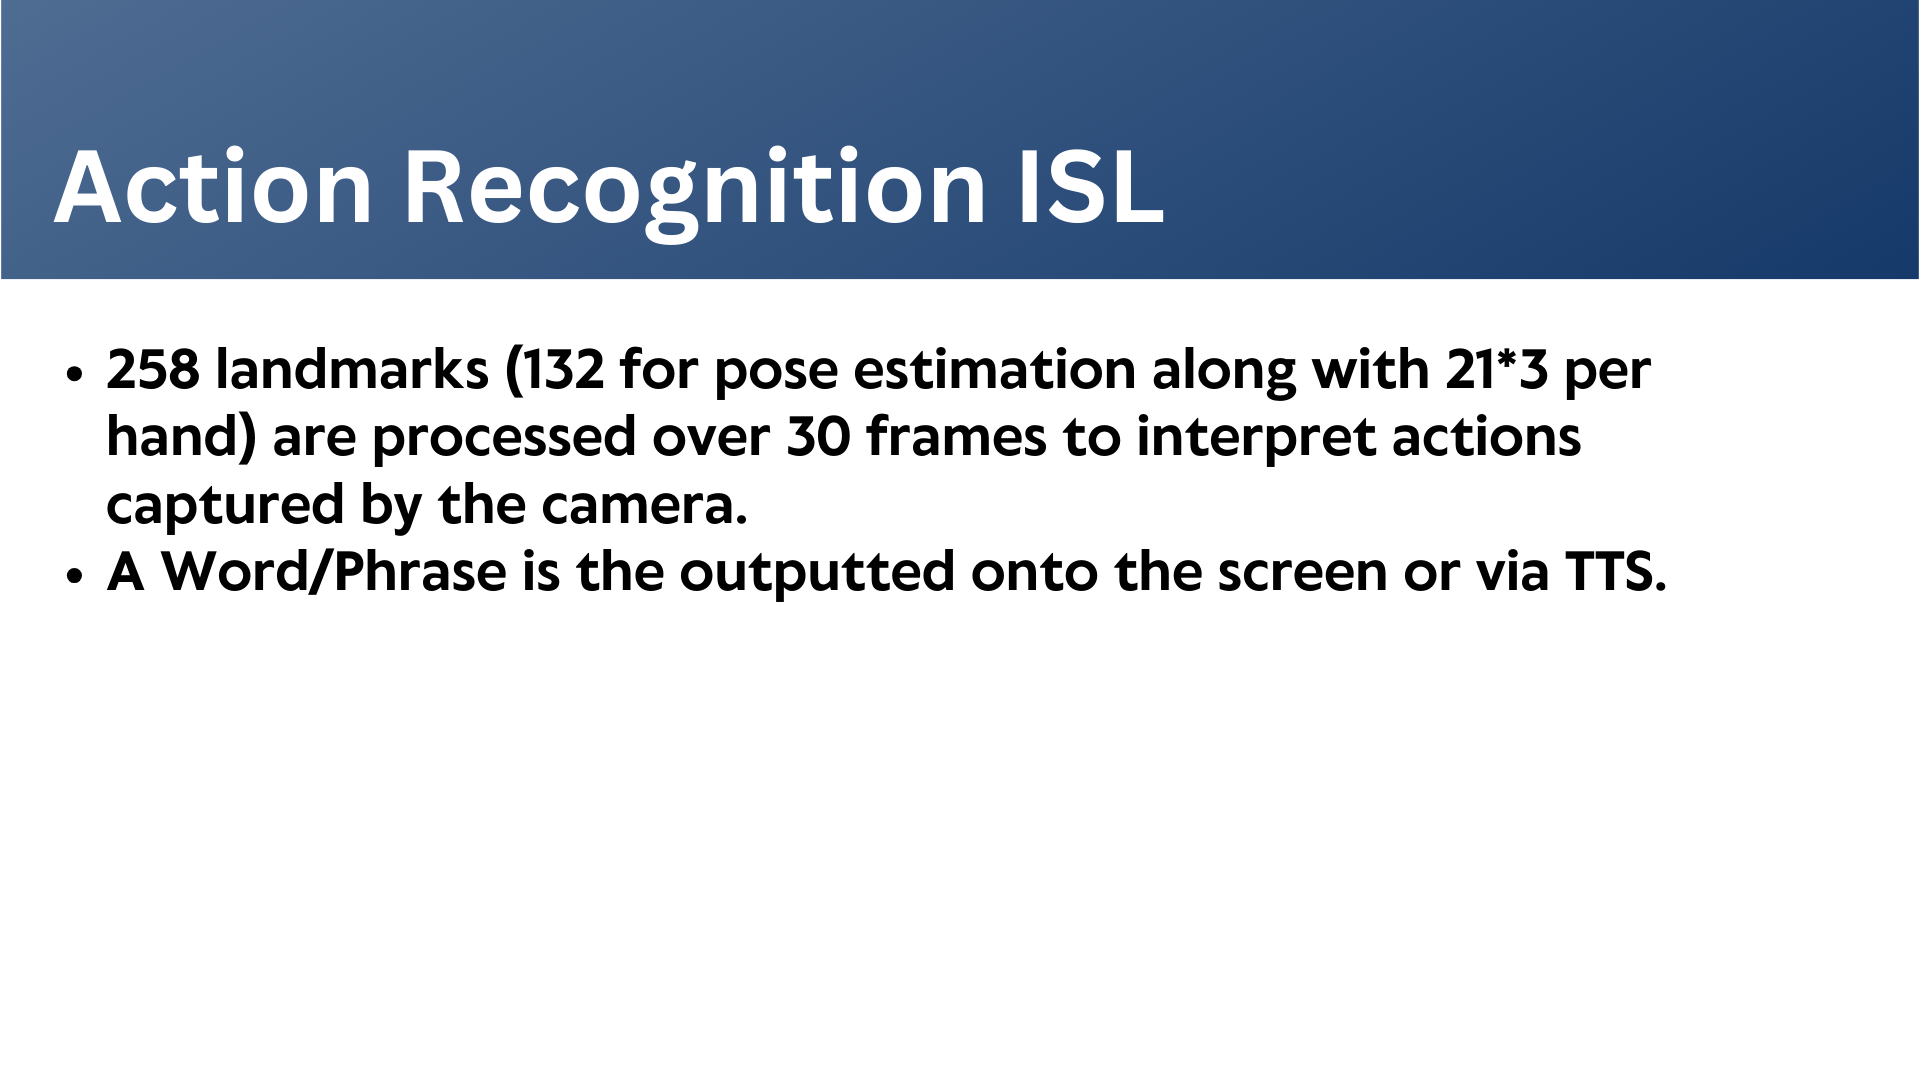 Action Recognition ISL
• 258 landmarks (132 for pose estimation along with 21*3 per
hand) are processed over 30 frames to interpret actions
captured by the camera.
• A Word/Phrase is the outputted onto the screen or via TTS.